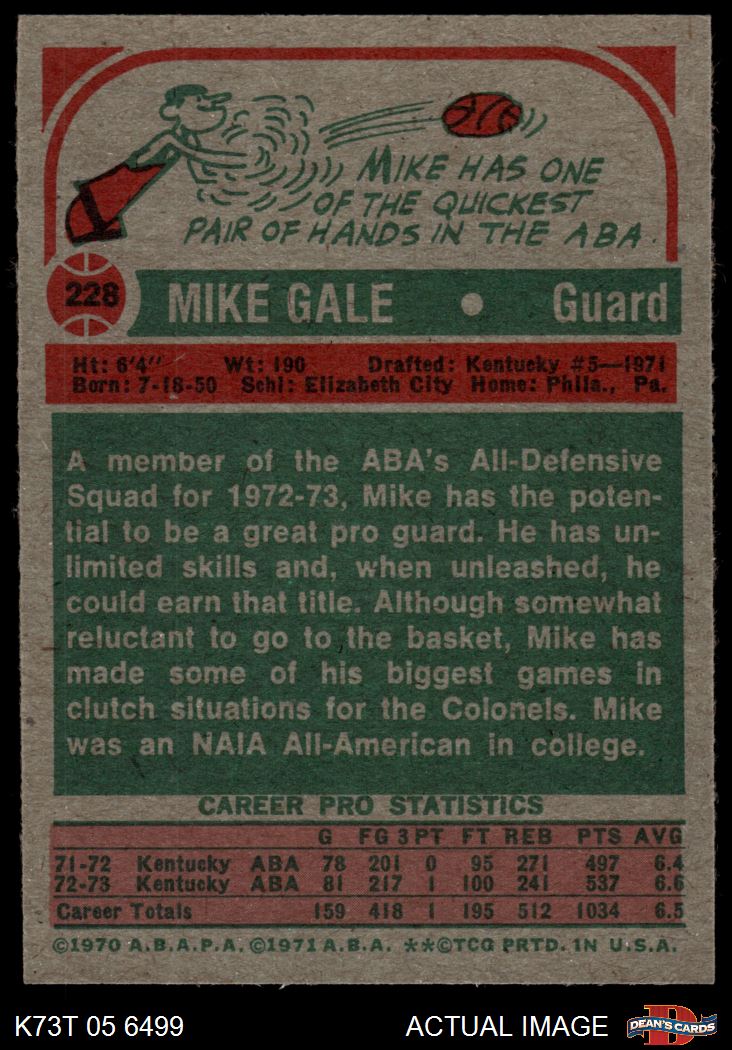 MIKE HAS ONE
OF THE QUICKEST
PAIR OF HANDS IN THE ABA.
228 MIKE GALE ● Guard
Ht: 6'4" Wt: 190 Drafted: Kentucky #5—1971
Born: 7-18-50 Schl: Elizabeth City Home: Phila., Pa.
A member of the ABA's All-Defensive
Squad for 1972-73, Mike has the poten-
tial to be a great pro guard. He has un-
limited skills and, when unleashed, he
could earn that title. Although somewhat
reluctant to go to the basket, Mike has
made some of his biggest games in
clutch situations for the Colonels. Mike
was an NAIA All-American in college.
CAREER PRO STATISTICS
G FG 3PT FT REB PTS AVG
71-72 Kentucky ABA 78 201 0 95 271 497 6.4
72-73 Kentucky ABA 81 217 1 100 241 537 6.6
Career Totals 159 418 1 195 512 1034 6.5
©1970 A.B.A.P.A. ©1971 A.B.A. **©TCG PRTD. IN U.S.A.
K73T 05 6499 ACTUAL IMAGE DEAN'S CARDS